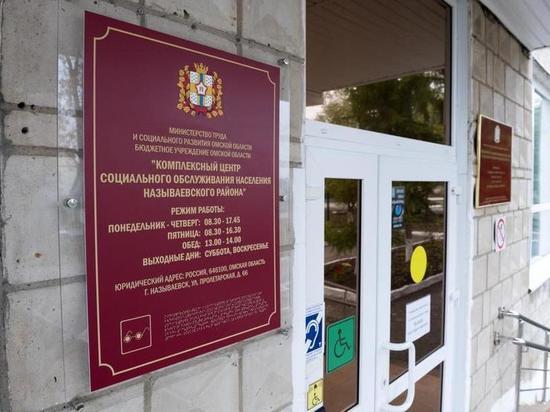 МИНИСТЕРСТВО ТРУДА
И СОЦИАЛЬНОГО РАЗВИТИЯ ОМСКОЙ ОБЛАСТИ
БЮДЖЕТНОЕ УЧРЕЖДЕНИЕ ОМСКОЙ ОБЛАСТИ
"КОМПЛЕКСНЫЙ ЦЕНТР
СОЦИАЛЬНОГО ОБСЛУЖИВАНИЯ НАСЕЛЕНИЯ
НАЗЫВАЕВСКОГО РАЙОНА"
РЕЖИМ РАБОТЫ:
ПОНЕДЕЛЬНИК - ЧЕТВЕРГ: 08.30 - 17.45
ПЯТНИЦА: 08.30 - 16.30
ОБЕД: 13.00 - 14.00
ВЫХОДНЫЕ ДНИ: СУББОТА, ВОСКРЕСЕНЬЕ
ЮРИДИЧЕСКИЙ АДРЕС: РОССИЯ, 646100, ОМСКАЯ ОБЛАСТЬ
Г. НАЗЫВАЕВСК, УЛ. ПРОЛЕТАРСКАЯ, Д. 66